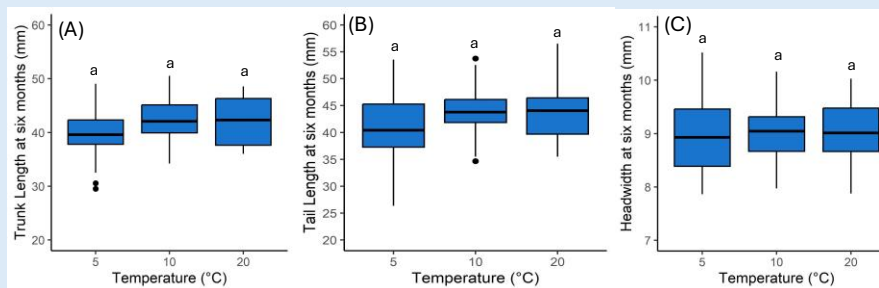 (A)
Trunk Length at six months (mm)
60
50
40
30
20
a
a
a
5
10
20
Temperature (°C)
(B)
Tail Length at six months (mm)
60
55
50
45
40
35
30
25
20
a
a
a
5
10
20
Temperature (°C)
(C)
Headwidth at six months (mm)
11
10
9
8
7
a
a
a
5
10
20
Temperature (°C)